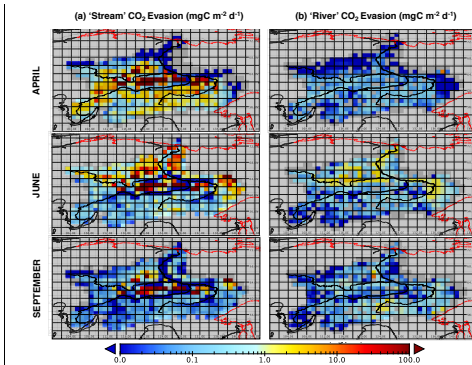 (a) 'Stream' CO₂ Evasion (mgC m⁻² d⁻¹)
(b) 'River' CO₂ Evasion (mgC m⁻² d⁻¹)
APRIL
JUNE
SEPTEMBER
0.0 0.1 1.0 10.0 100.0